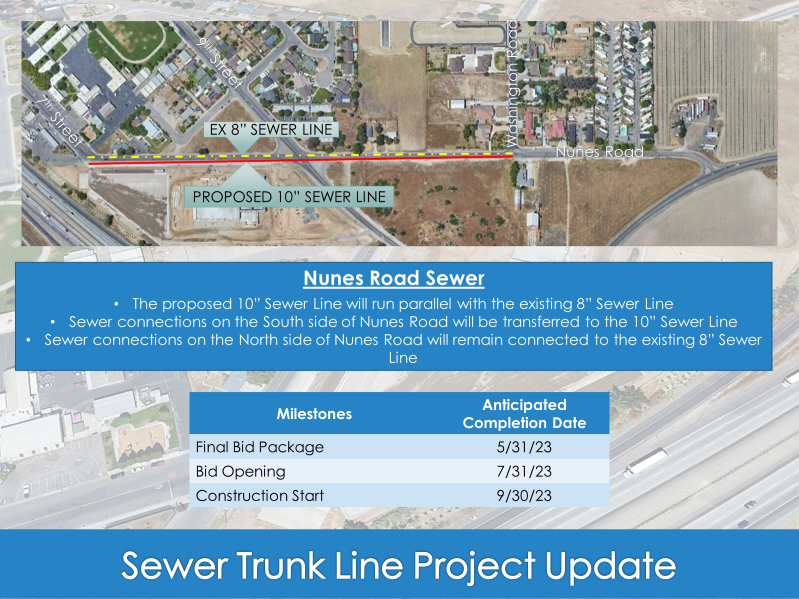 9th Street
Washington Road
7th Street
EX 8” SEWER LINE
Nunes Road
PROPOSED 10” SEWER LINE
Nunes Road Sewer
• The proposed 10” Sewer Line will run parallel with the existing 8” Sewer Line
• Sewer connections on the South side of Nunes Road will be transferred to the 10” Sewer Line
• Sewer connections on the North side of Nunes Road will remain connected to the existing 8” Sewer
Line
Milestones
Anticipated
Completion Date
Final Bid Package 5/31/23
Bid Opening 7/31/23
Construction Start 9/30/23
Sewer Trunk Line Project Update